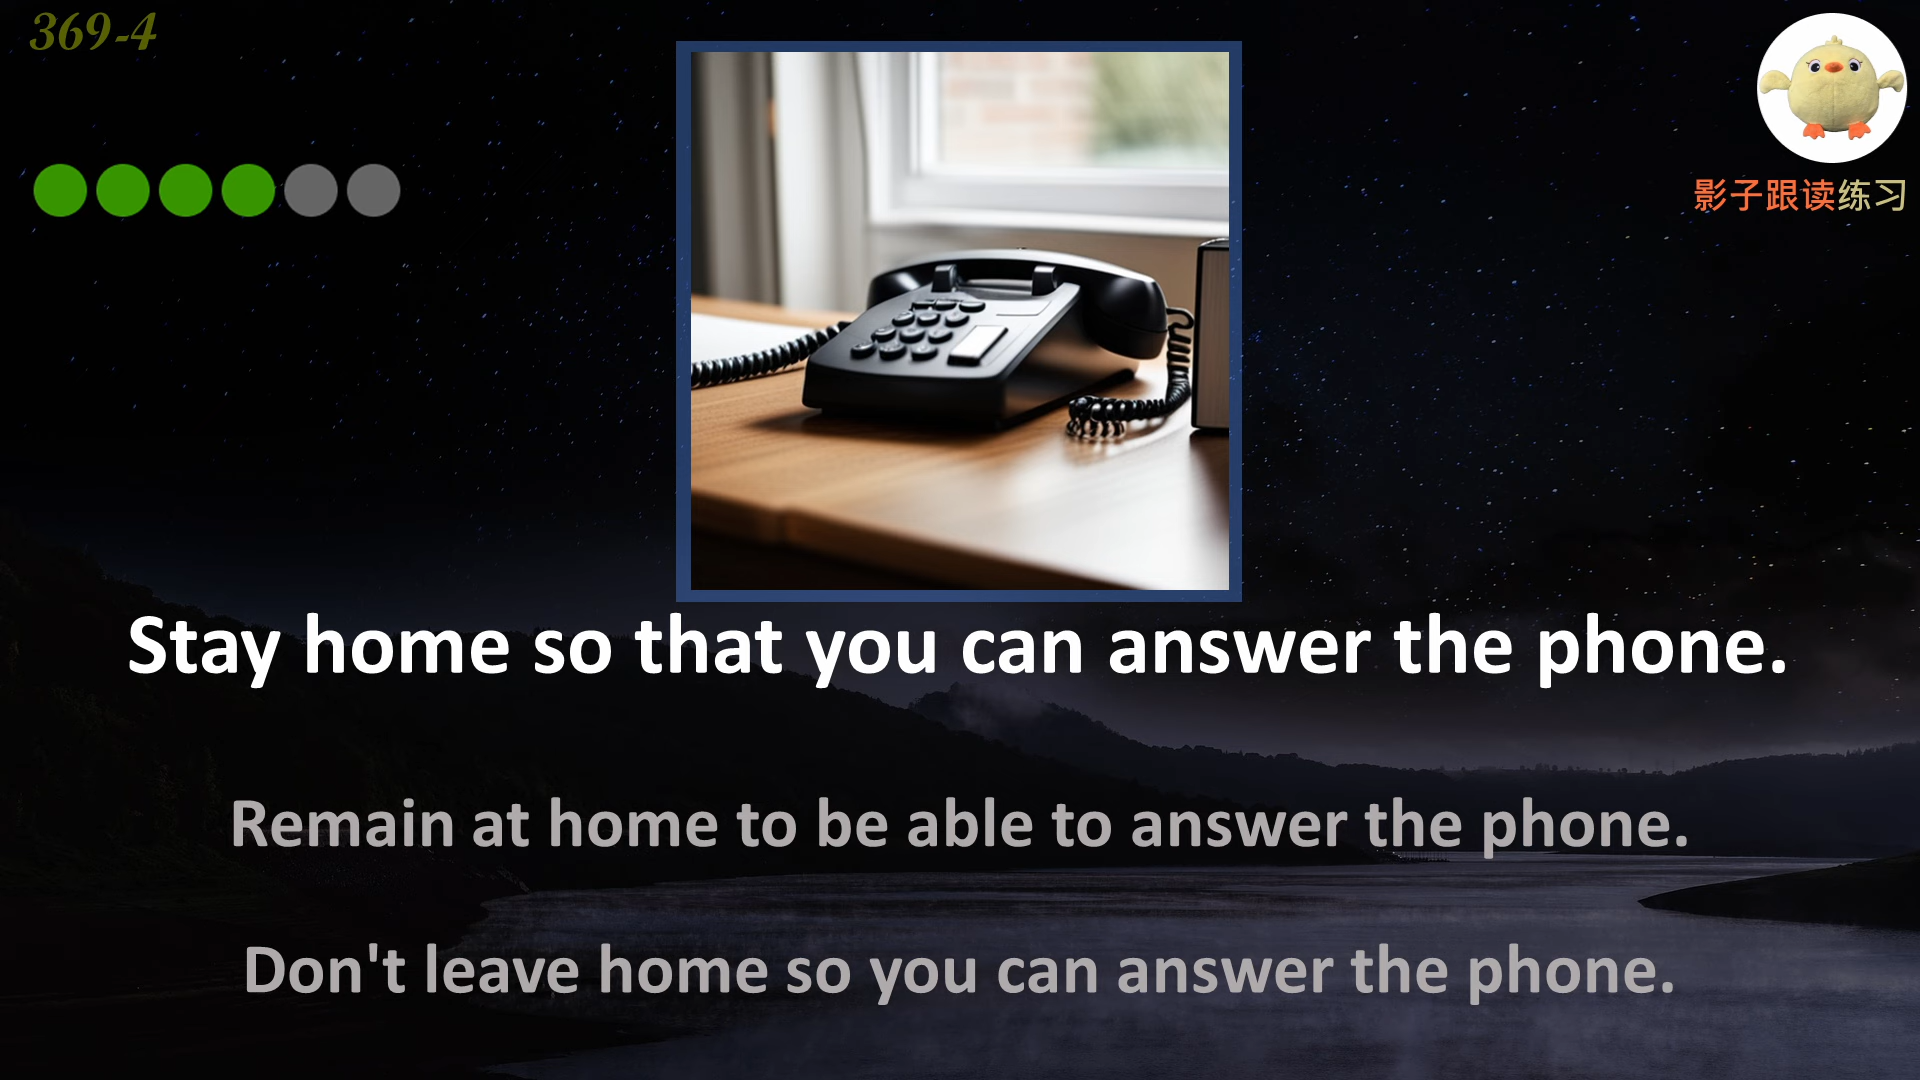 369-4
影子跟读练习
Stay home so that you can answer the phone.
Remain at home to be able to answer the phone.
Don't leave home so you can answer the phone.